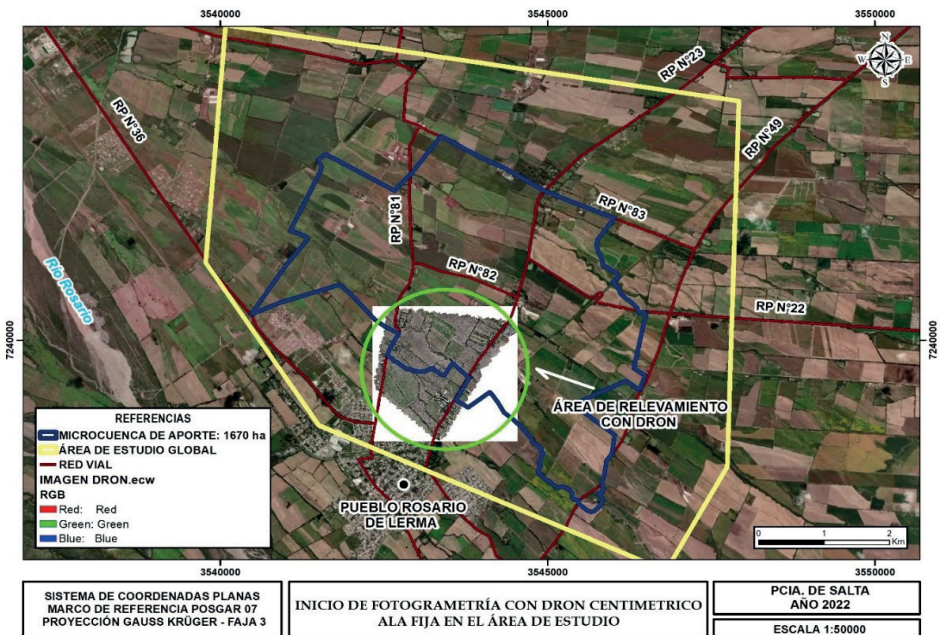 3540000
3545000
3550000
N
W
E
S
RP N°36
RP N°23
RP N°49
RP N°81
RP N°83
RP N°82
RP N°22
Río Rosario
7240000
7240000
ÁREA DE RELEVAMIENTO
CON DRON
PUEBLO ROSARIO
DE LERMA
REFERENCIAS
MICROCUENCA DE APORTE: 1670 ha
ÁREA DE ESTUDIO GLOBAL
RED VIAL
IMAGEN DRON.ecw
RGB
Red: Red
Green: Green
Blue: Blue
0 1 2
Km
3540000
3545000
3550000
SISTEMA DE COORDENADAS PLANAS
MARCO DE REFERENCIA POSGAR 07
PROYECCIÓN GAUSS KRÜGER - FAJA 3
INICIO DE FOTOGRAMETRÍA CON DRON CENTIMETRICO
ALA FIJA EN EL ÁREA DE ESTUDIO
PCIA. DE SALTA
AÑO 2022
ESCALA 1:50000